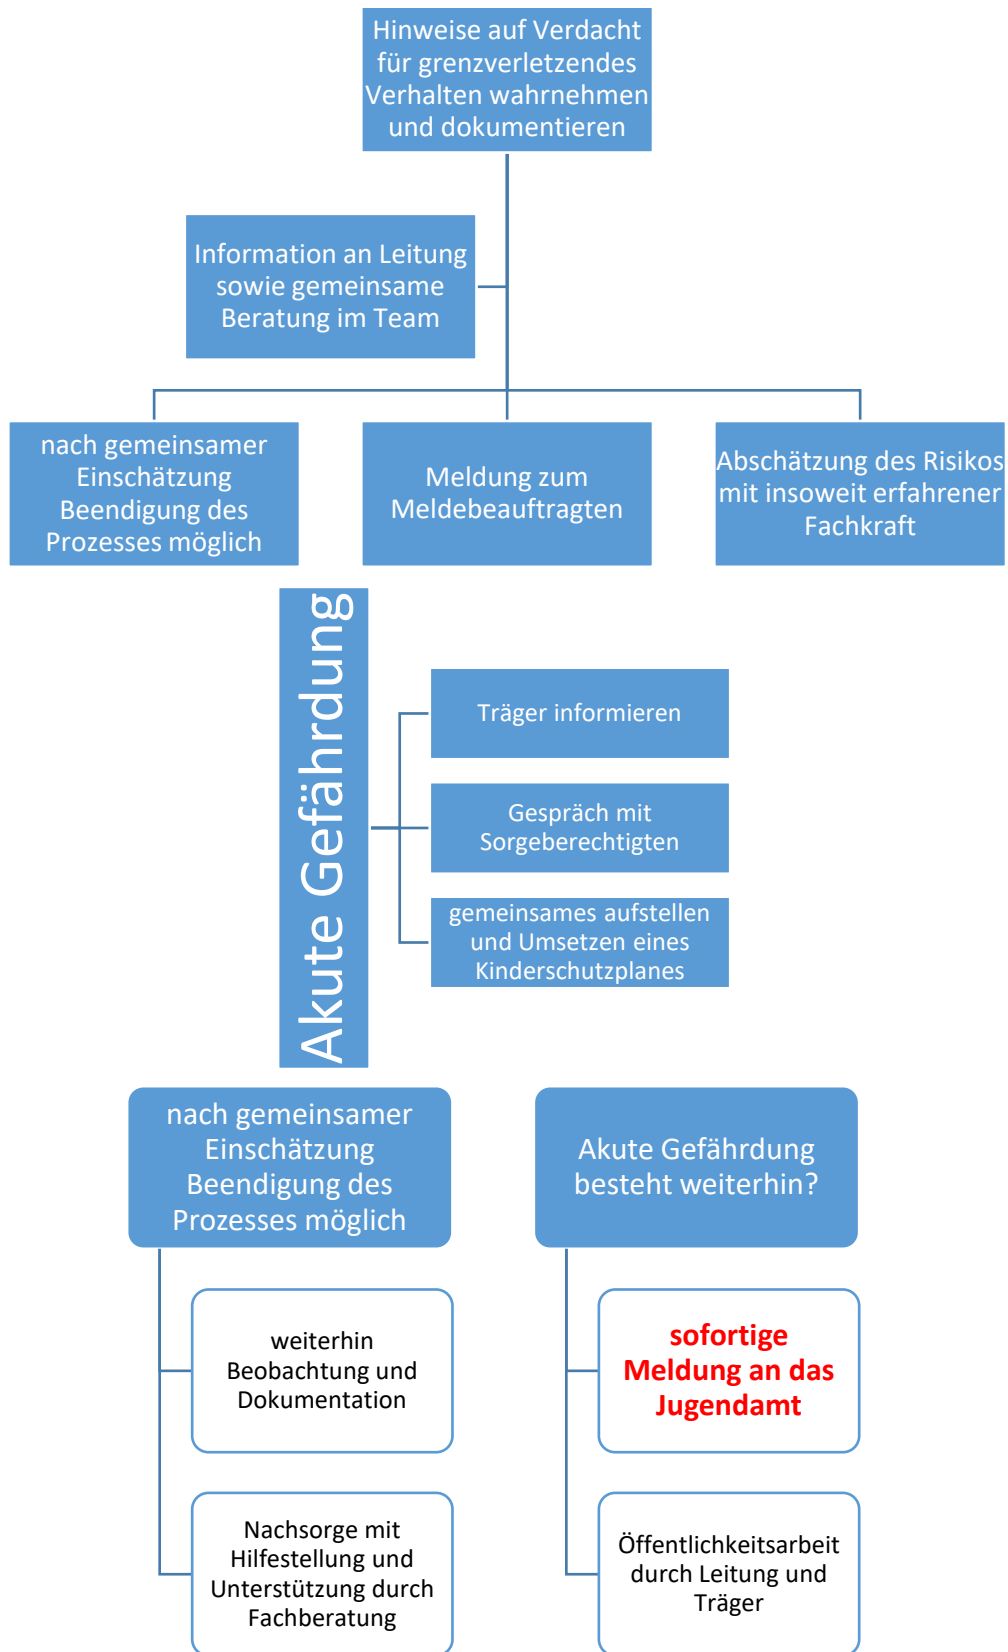 Hinweise auf Verdacht
für grenzverletzendes
Verhalten wahrnehmen
und dokumentieren
Information an Leitung
sowie gemeinsame
Beratung im Team
nach gemeinsamer
Einschätzung
Beendigung des
Prozesses möglich
Meldung zum
Meldebeauftragten
Abschätzung des Risikos
mit insoweit erfahrener
Fachkraft
Akute Gefährdung
Träger informieren
Gespräch mit
Sorgeberechtigten
gemeinsames aufstellen
und Umsetzen eines
Kinderschutzplanes
nach gemeinsamer
Einschätzung
Beendigung des
Prozesses möglich
weiterhin
Beobachtung und
Dokumentation
Nachsorge mit
Hilfestellung und
Unterstützung durch
Fachberatung
Akute Gefährdung
besteht weiterhin?
sofortige
Meldung an das
Jugendamt
Öffentlichkeitsarbeit
durch Leitung und
Träger